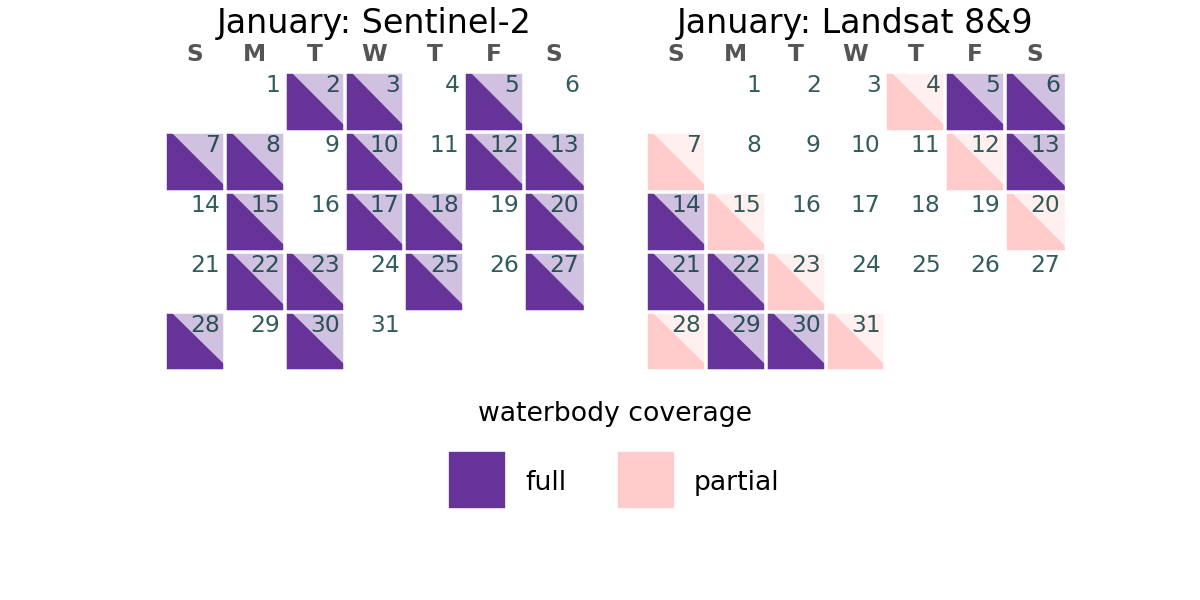 January: Sentinel-2
S M T W T F S
1 2 3 4 5 6
7 8 9 10 11 12 13
14 15 16 17 18 19 20
21 22 23 24 25 26 27
28 29 30 31
January: Landsat 8&9
S M T W T F S
1 2 3 4 5 6
7 8 9 10 11 12 13
14 15 16 17 18 19 20
21 22 23 24 25 26 27
28 29 30 31
waterbody coverage
full partial